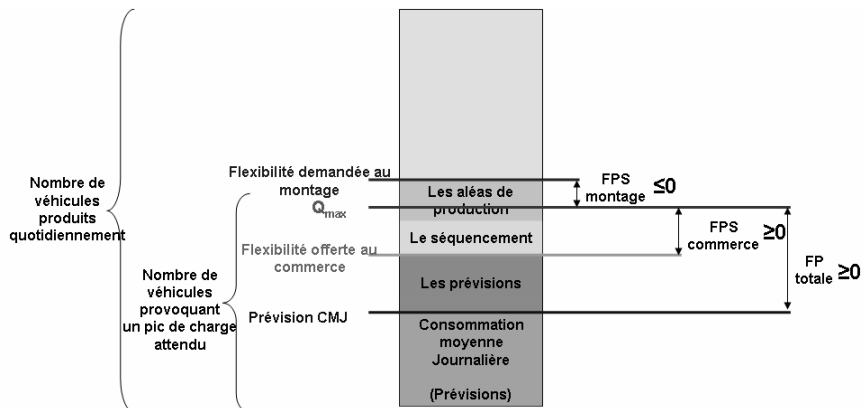 Nombre de
véhicules
produits
quotidiennement
Nombre de
véhicules
provoquant
un pic de charge
attendu
Flexibilité demandée au
montage
Qmax
Flexibilité offerte au
commerce
Prévision CMJ
Les aléas de
production
Le séquencement
Les prévisions
Consommation
moyenne
Journalière
(Prévisions)
FPS
montage ≤0
FPS
commerce ≥0
FP
totale ≥0